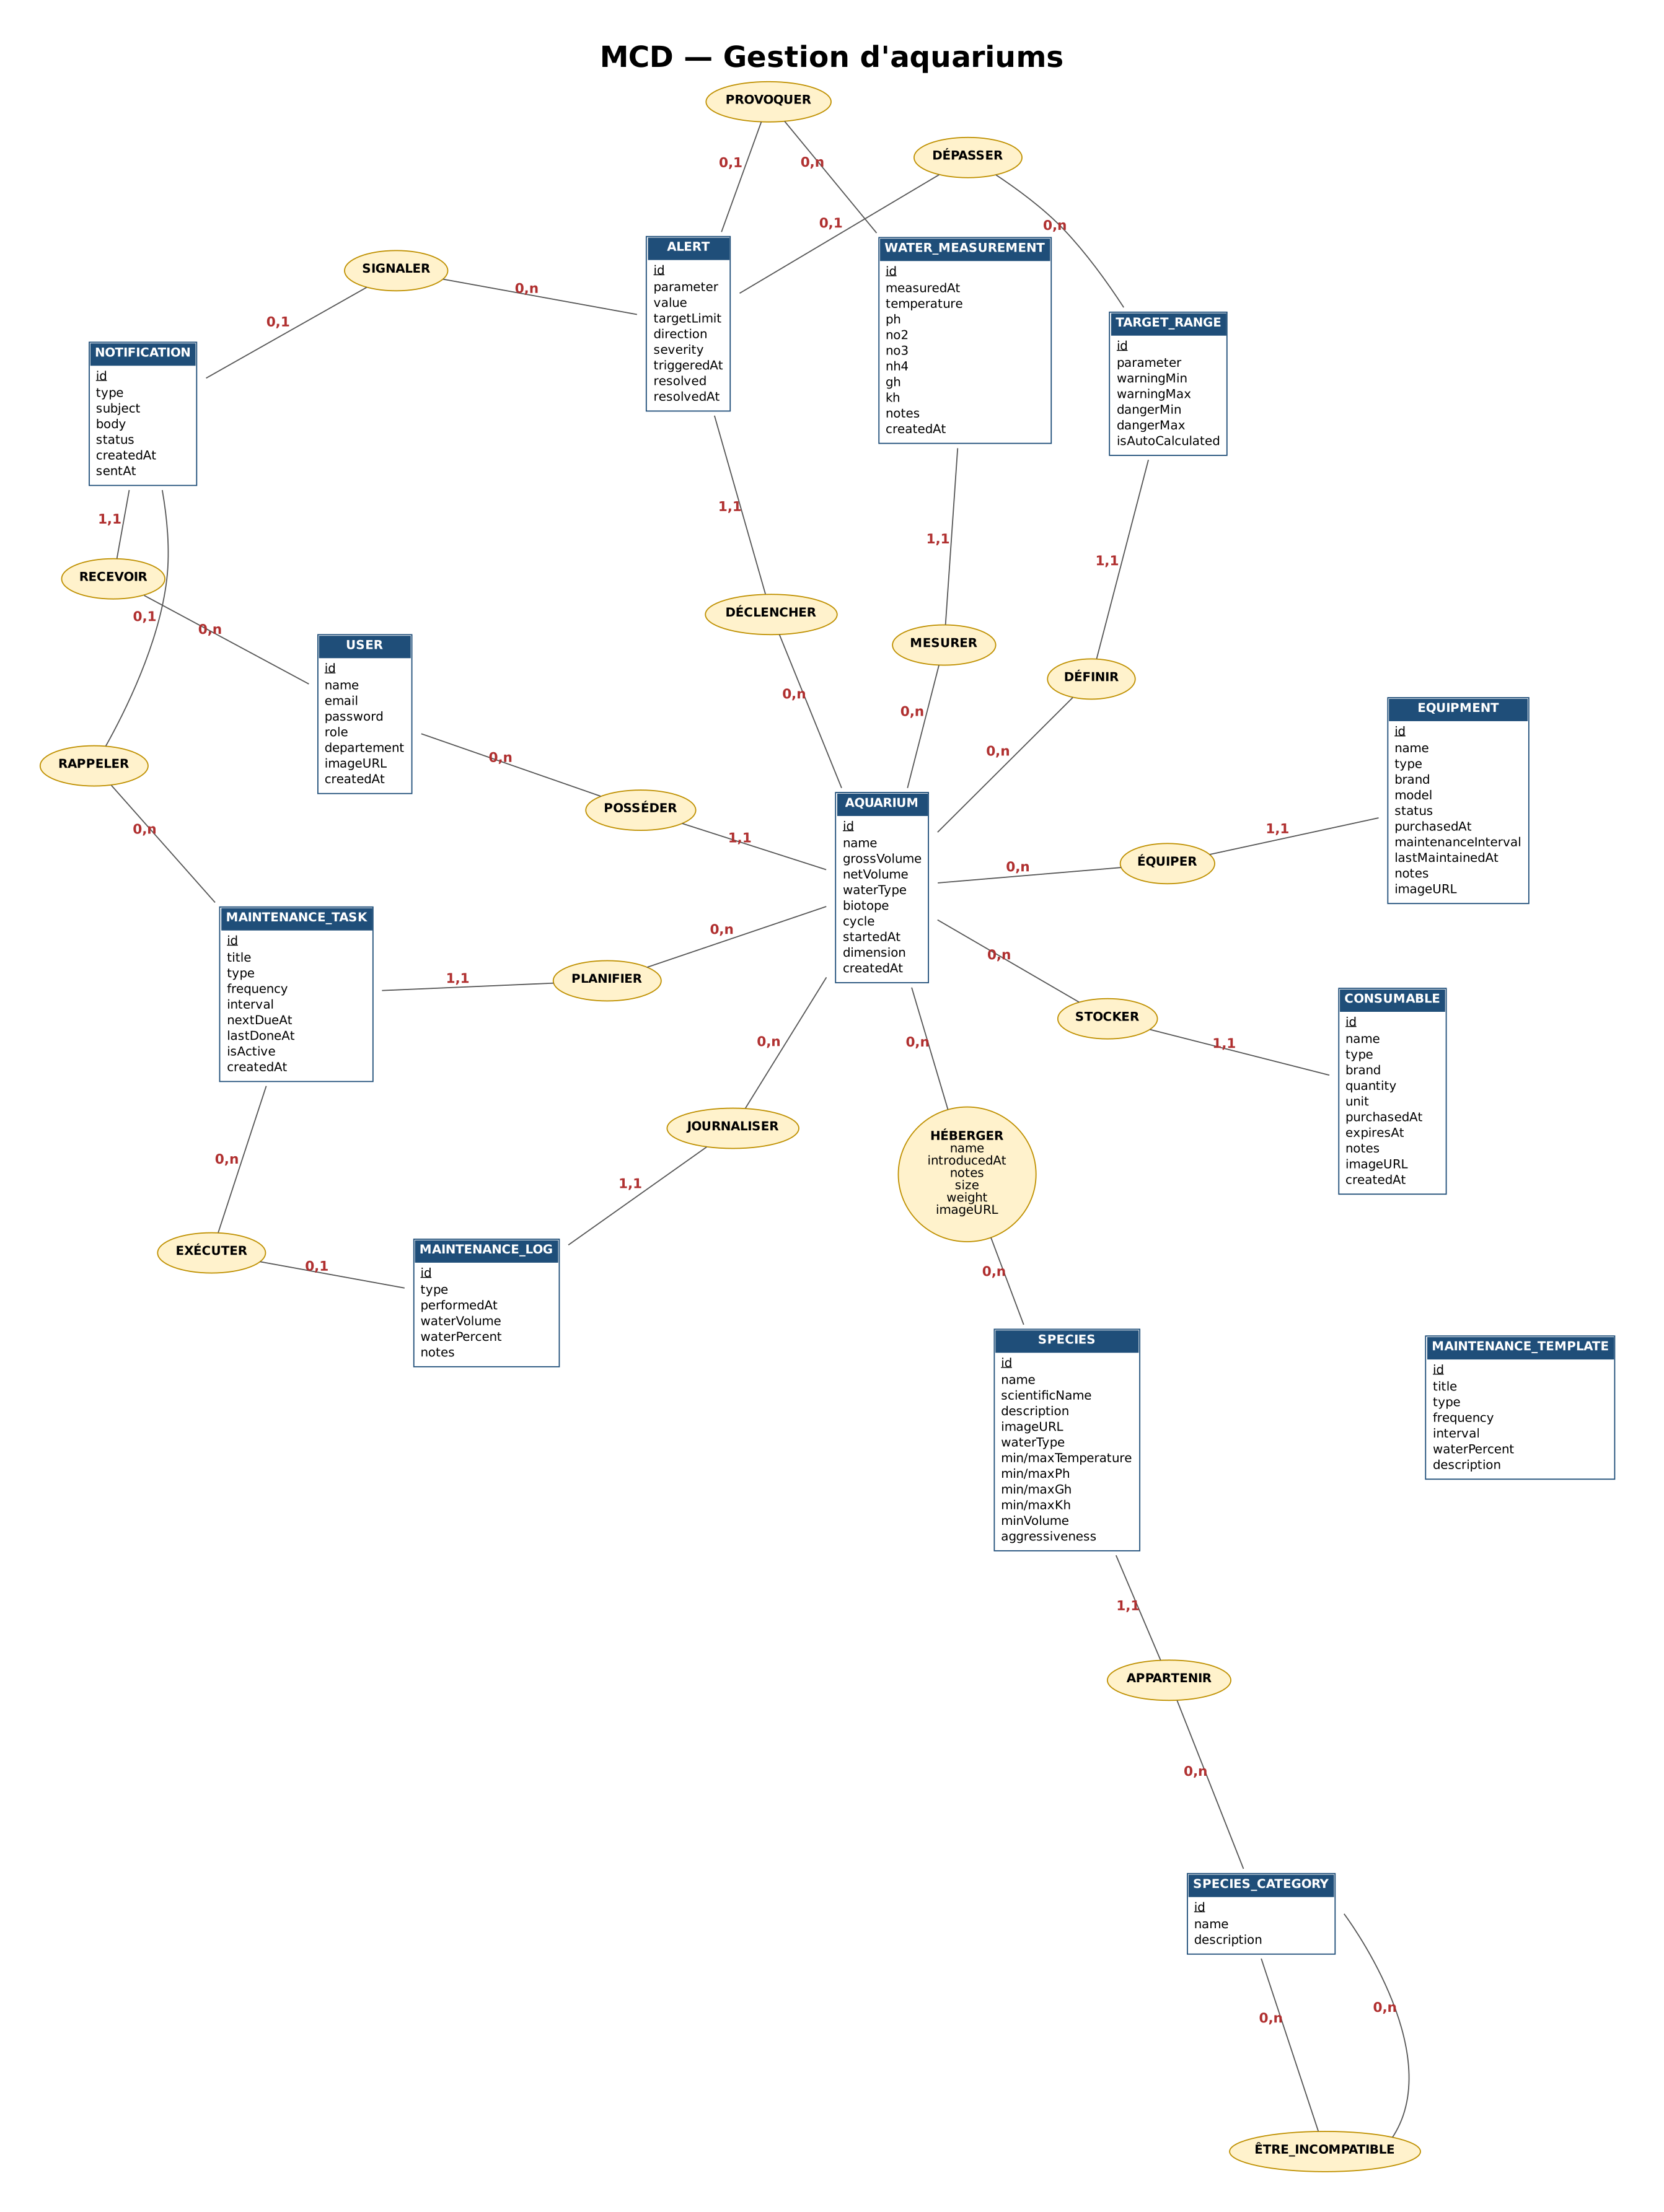 MCD — Gestion d'aquariums
PROVOQUER
DÉPASSER
0,1
0,n
0,1
0,n
SIGNALER
0,n
0,1
ALERT
id
parameter
value
targetLimit
direction
severity
triggeredAt
resolved
resolvedAt
WATER_MEASUREMENT
id
measuredAt
temperature
ph
no2
no3
nh4
gh
kh
notes
createdAt
TARGET_RANGE
id
parameter
warningMin
warningMax
dangerMin
dangerMax
isAutoCalculated
NOTIFICATION
id
type
subject
body
status
createdAt
sentAt
1,1
1,1
1,1
1,1
RECEVOIR
0,1
0,n
DÉCLENCHER
MESURER
DÉFINIR
USER
id
name
email
password
role
departement
imageURL
createdAt
0,n
0,n
0,n
0,n
RAPPELER
0,n
POSSÉDER
1,1
AQUARIUM
id
name
grossVolume
netVolume
waterType
biotope
cycle
startedAt
dimension
createdAt
EQUIPMENT
id
name
type
brand
model
status
purchasedAt
maintenanceInterval
lastMaintainedAt
notes
imageURL
1,1
ÉQUIPER
0,n
MAINTENANCE_TASK
id
title
type
frequency
interval
nextDueAt
lastDoneAt
isActive
createdAt
0,n
1,1
PLANIFIER
0,n
STOCKER
1,1
CONSUMABLE
id
name
type
brand
quantity
unit
purchasedAt
expiresAt
notes
imageURL
createdAt
0,n
0,n
JOURNALISER
HÉBERGER
name
introducedAt
notes
size
weight
imageURL
0,n
1,1
EXÉCUTER
0,1
MAINTENANCE_LOG
id
type
performedAt
waterVolume
waterPercent
notes
0,n
SPECIES
id
name
scientificName
description
imageURL
waterType
min/maxTemperature
min/maxPh
min/maxGh
min/maxKh
minVolume
aggressiveness
MAINTENANCE_TEMPLATE
id
title
type
frequency
interval
waterPercent
description
1,1
APPARTENIR
0,n
SPECIES_CATEGORY
id
name
description
0,n
0,n
ÊTRE_INCOMPATIBLE